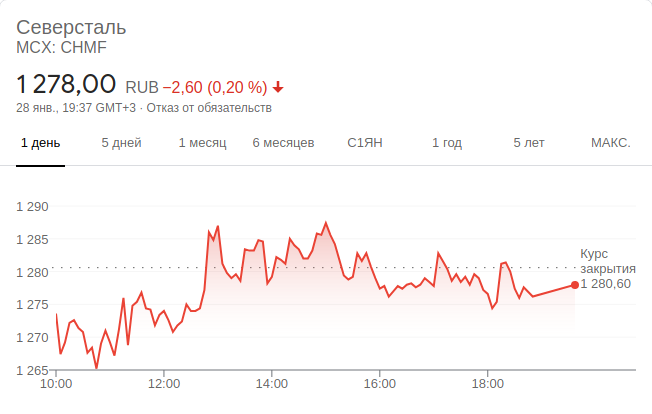 Северсталь
MCX: CHMF
1 278,00 RUB −2,60 (0,20 %)
28 янв., 19:37 GMT+3 · Отказ от обязательств
1 день 5 дней 1 месяц 6 месяцев С1ЯН 1 год 5 лет МАКС.
1 290
1 285
1 280
1 275
1 270
1 265
Курс
закрытия
1 280,60
10:00 12:00 14:00 16:00 18:00